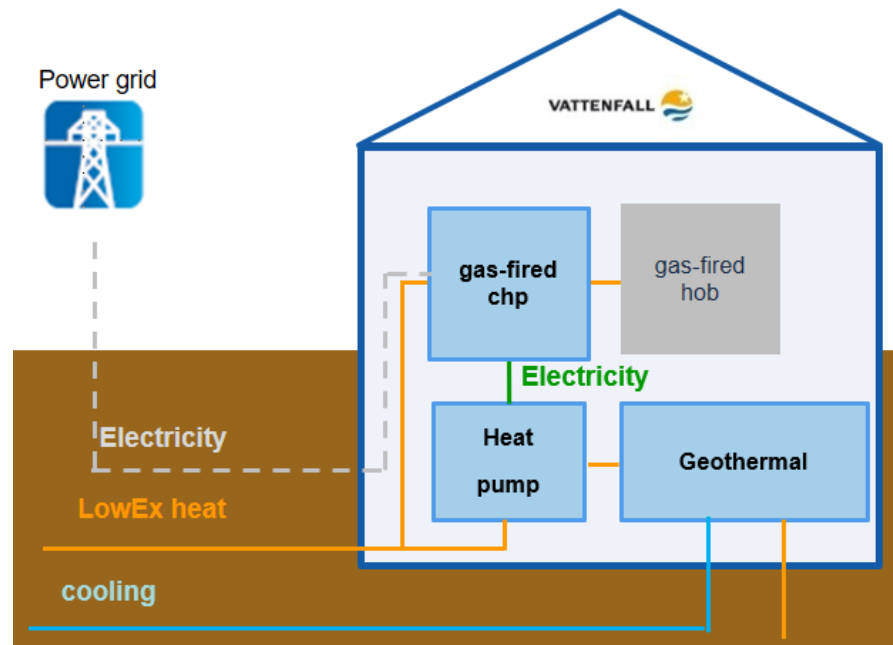 Power grid
VATTENFALL
gas-fired
chp
gas-fired
hob
Electricity
Electricity
Heat
pump
Geothermal
LowEx heat
cooling